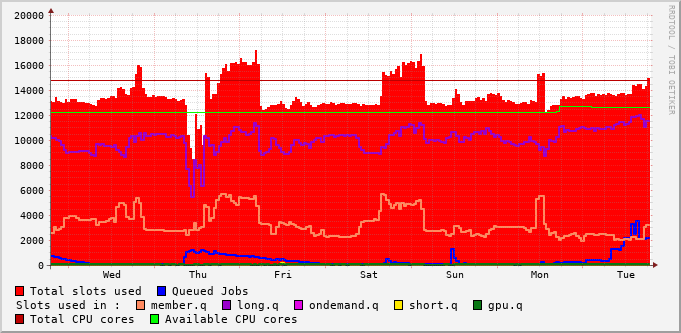 20000
18000
16000
14000
12000
10000
8000
6000
4000
2000
0
Wed Thu Fri Sat Sun Mon Tue
RRDTOOL / TOBI OETIKER
Total slots used Queued Jobs
Slots used in : member.q long.q ondemand.q short.q gpu.q
Total CPU cores Available CPU cores